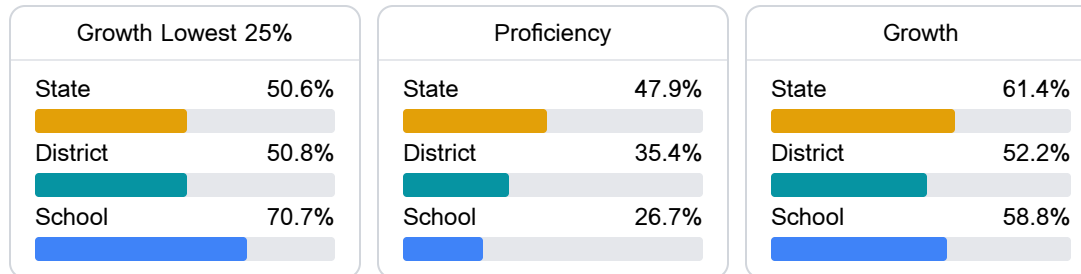 Growth Lowest 25%
State 50.6%
District 50.8%
School 70.7%
Proficiency
State 47.9%
District 35.4%
School 26.7%
Growth
State 61.4%
District 52.2%
School 58.8%